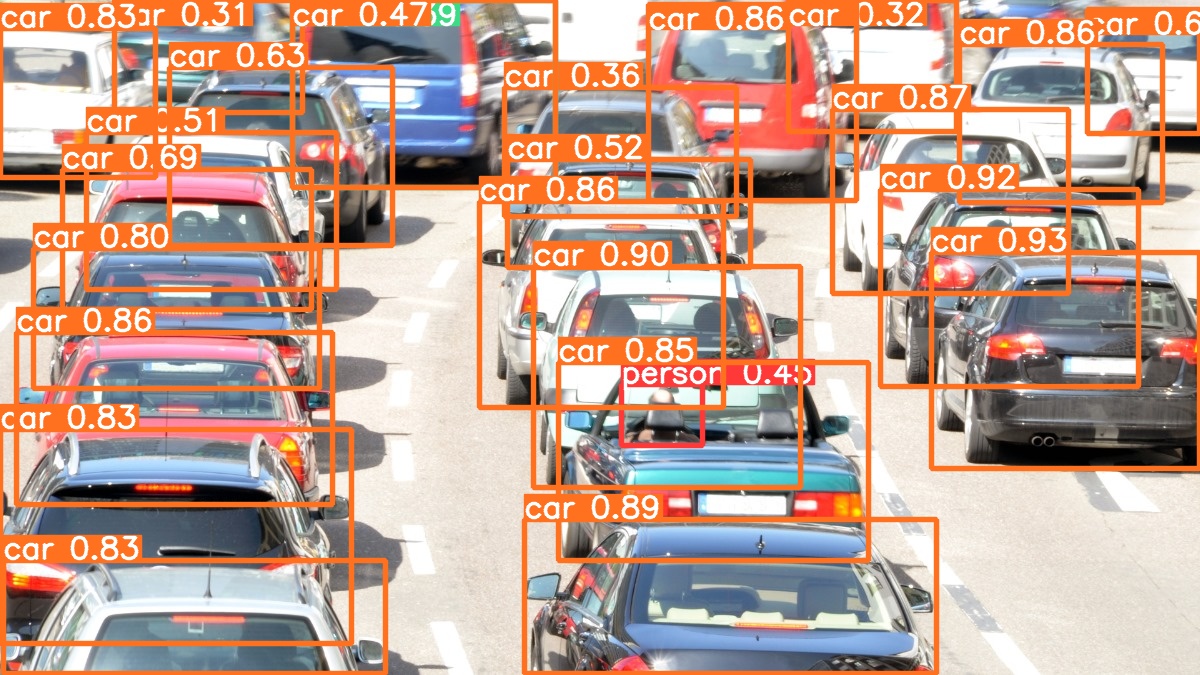 car 0.83
0.31
car 0.47
car 0.86
car 0.32
car 0.86
car 0.63
car 0.36
car 0.87
car 0.51
car 0.52
car 0.69
car 0.86
car 0.92
car 0.80
car 0.90
car 0.93
car 0.86
car 0.85
person 0.45
car 0.83
car 0.89
car 0.83